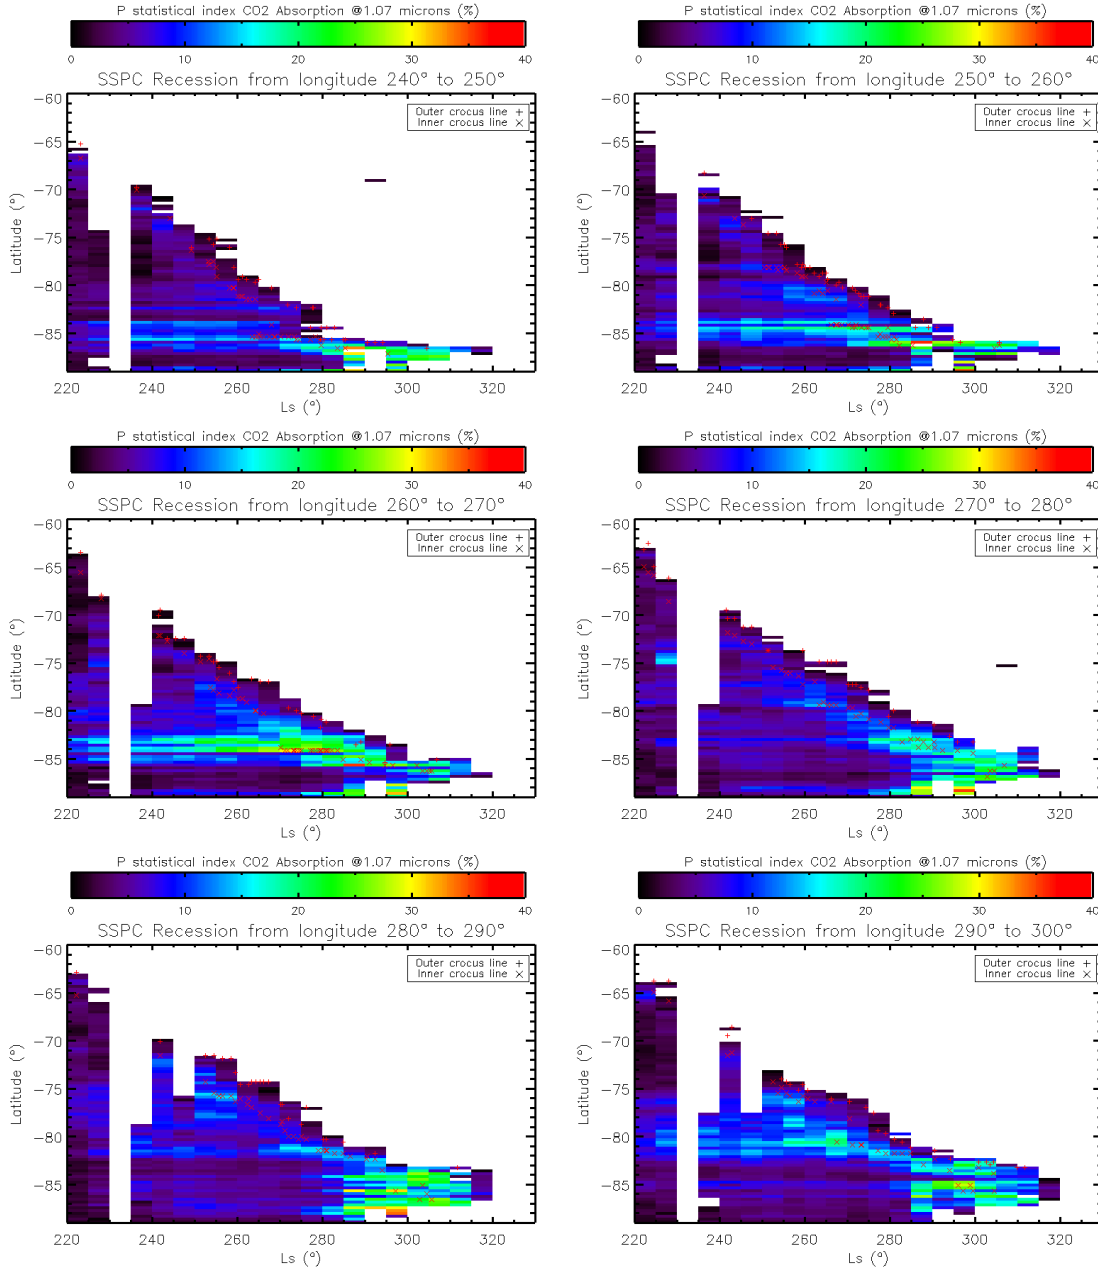 P statistical index CO2 Absorption @1.07 microns (%)
0 10 20 30 40
SSPC Recession from longitude 240° to 250°
Outer crocus line +
Inner crocus line ×
Latitude (°)
−60
−65
−70
−75
−80
−85
220 240 260 280 300 320
Ls (°)
P statistical index CO2 Absorption @1.07 microns (%)
0 10 20 30 40
SSPC Recession from longitude 250° to 260°
Outer crocus line +
Inner crocus line ×
Latitude (°)
−60
−65
−70
−75
−80
−85
220 240 260 280 300 320
Ls (°)
P statistical index CO2 Absorption @1.07 microns (%)
0 10 20 30 40
SSPC Recession from longitude 260° to 270°
Outer crocus line +
Inner crocus line ×
Latitude (°)
−60
−65
−70
−75
−80
−85
220 240 260 280 300 320
Ls (°)
P statistical index CO2 Absorption @1.07 microns (%)
0 10 20 30 40
SSPC Recession from longitude 270° to 280°
Outer crocus line +
Inner crocus line ×
Latitude (°)
−60
−65
−70
−75
−80
−85
220 240 260 280 300 320
Ls (°)
P statistical index CO2 Absorption @1.07 microns (%)
0 10 20 30 40
SSPC Recession from longitude 280° to 290°
Outer crocus line +
Inner crocus line ×
Latitude (°)
−60
−65
−70
−75
−80
−85
220 240 260 280 300 320
Ls (°)
P statistical index CO2 Absorption @1.07 microns (%)
0 10 20 30 40
SSPC Recession from longitude 290° to 300°
Outer crocus line +
Inner crocus line ×
Latitude (°)
−60
−65
−70
−75
−80
−85
220 240 260 280 300 320
Ls (°)